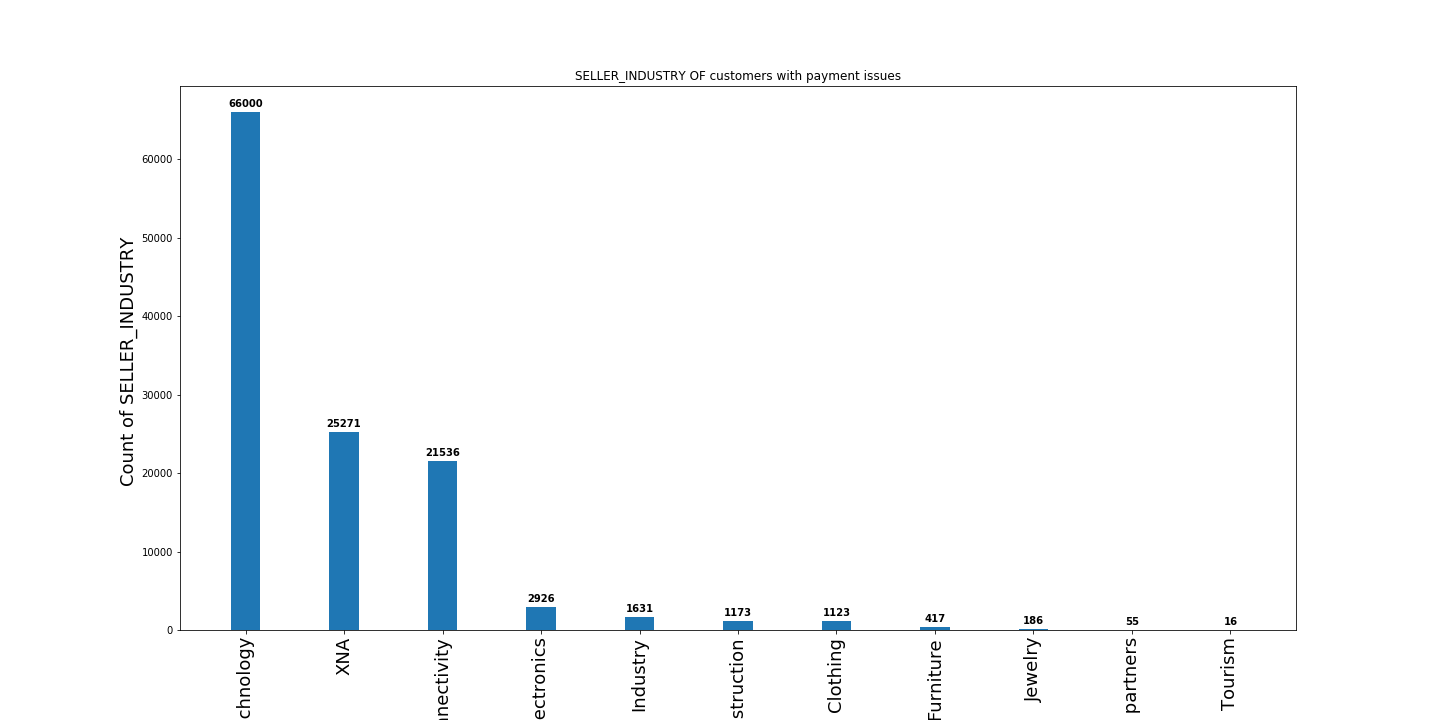 SELLER_INDUSTRY OF customers with payment issues
Count of SELLER_INDUSTRY
60000
50000
40000
30000
20000
10000
0
66000
25271
21536
2926
1631
1173
1123
417
186
55
16
chnology
XNA
nnectivity
ectronics
Industry
struction
Clothing
Furniture
Jewelry
partners
Tourism